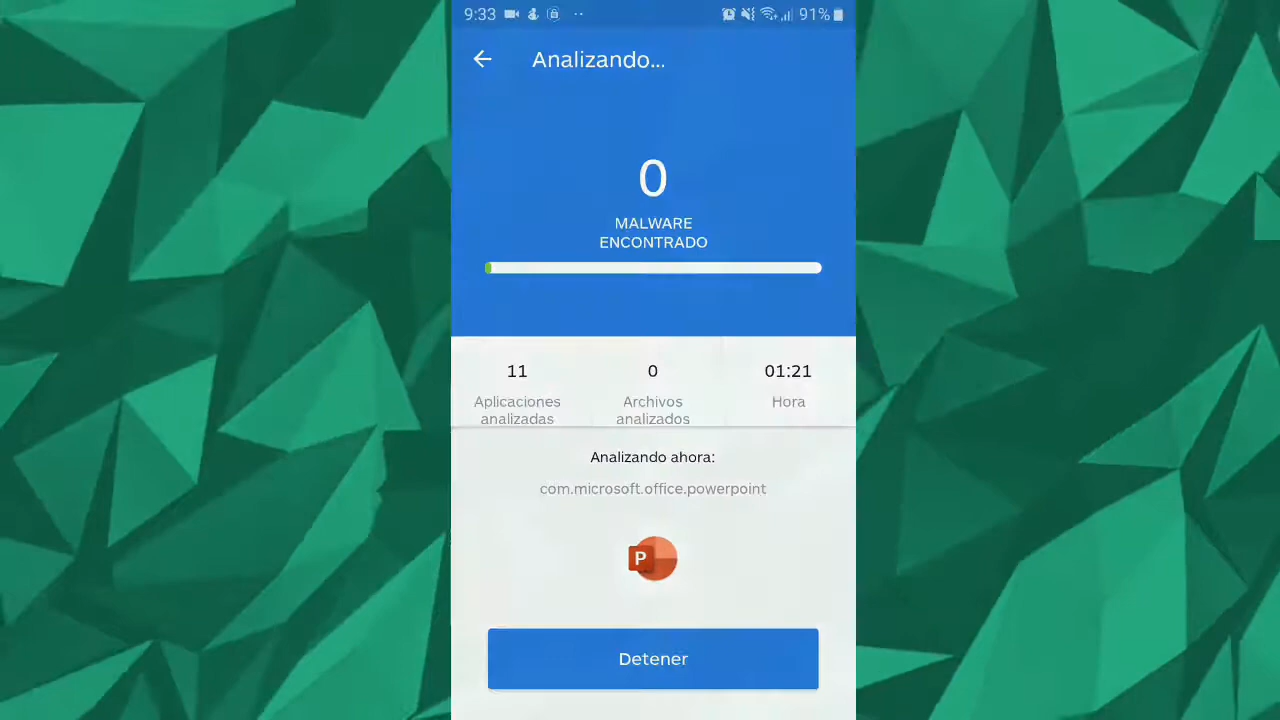 9:33 91%
Analizando...
0
MALWARE
ENCONTRADO
11 0 01:21
Aplicaciones analizadas Archivos analizados Hora
Analizando ahora:
com.microsoft.office.powerpoint
P
Detener